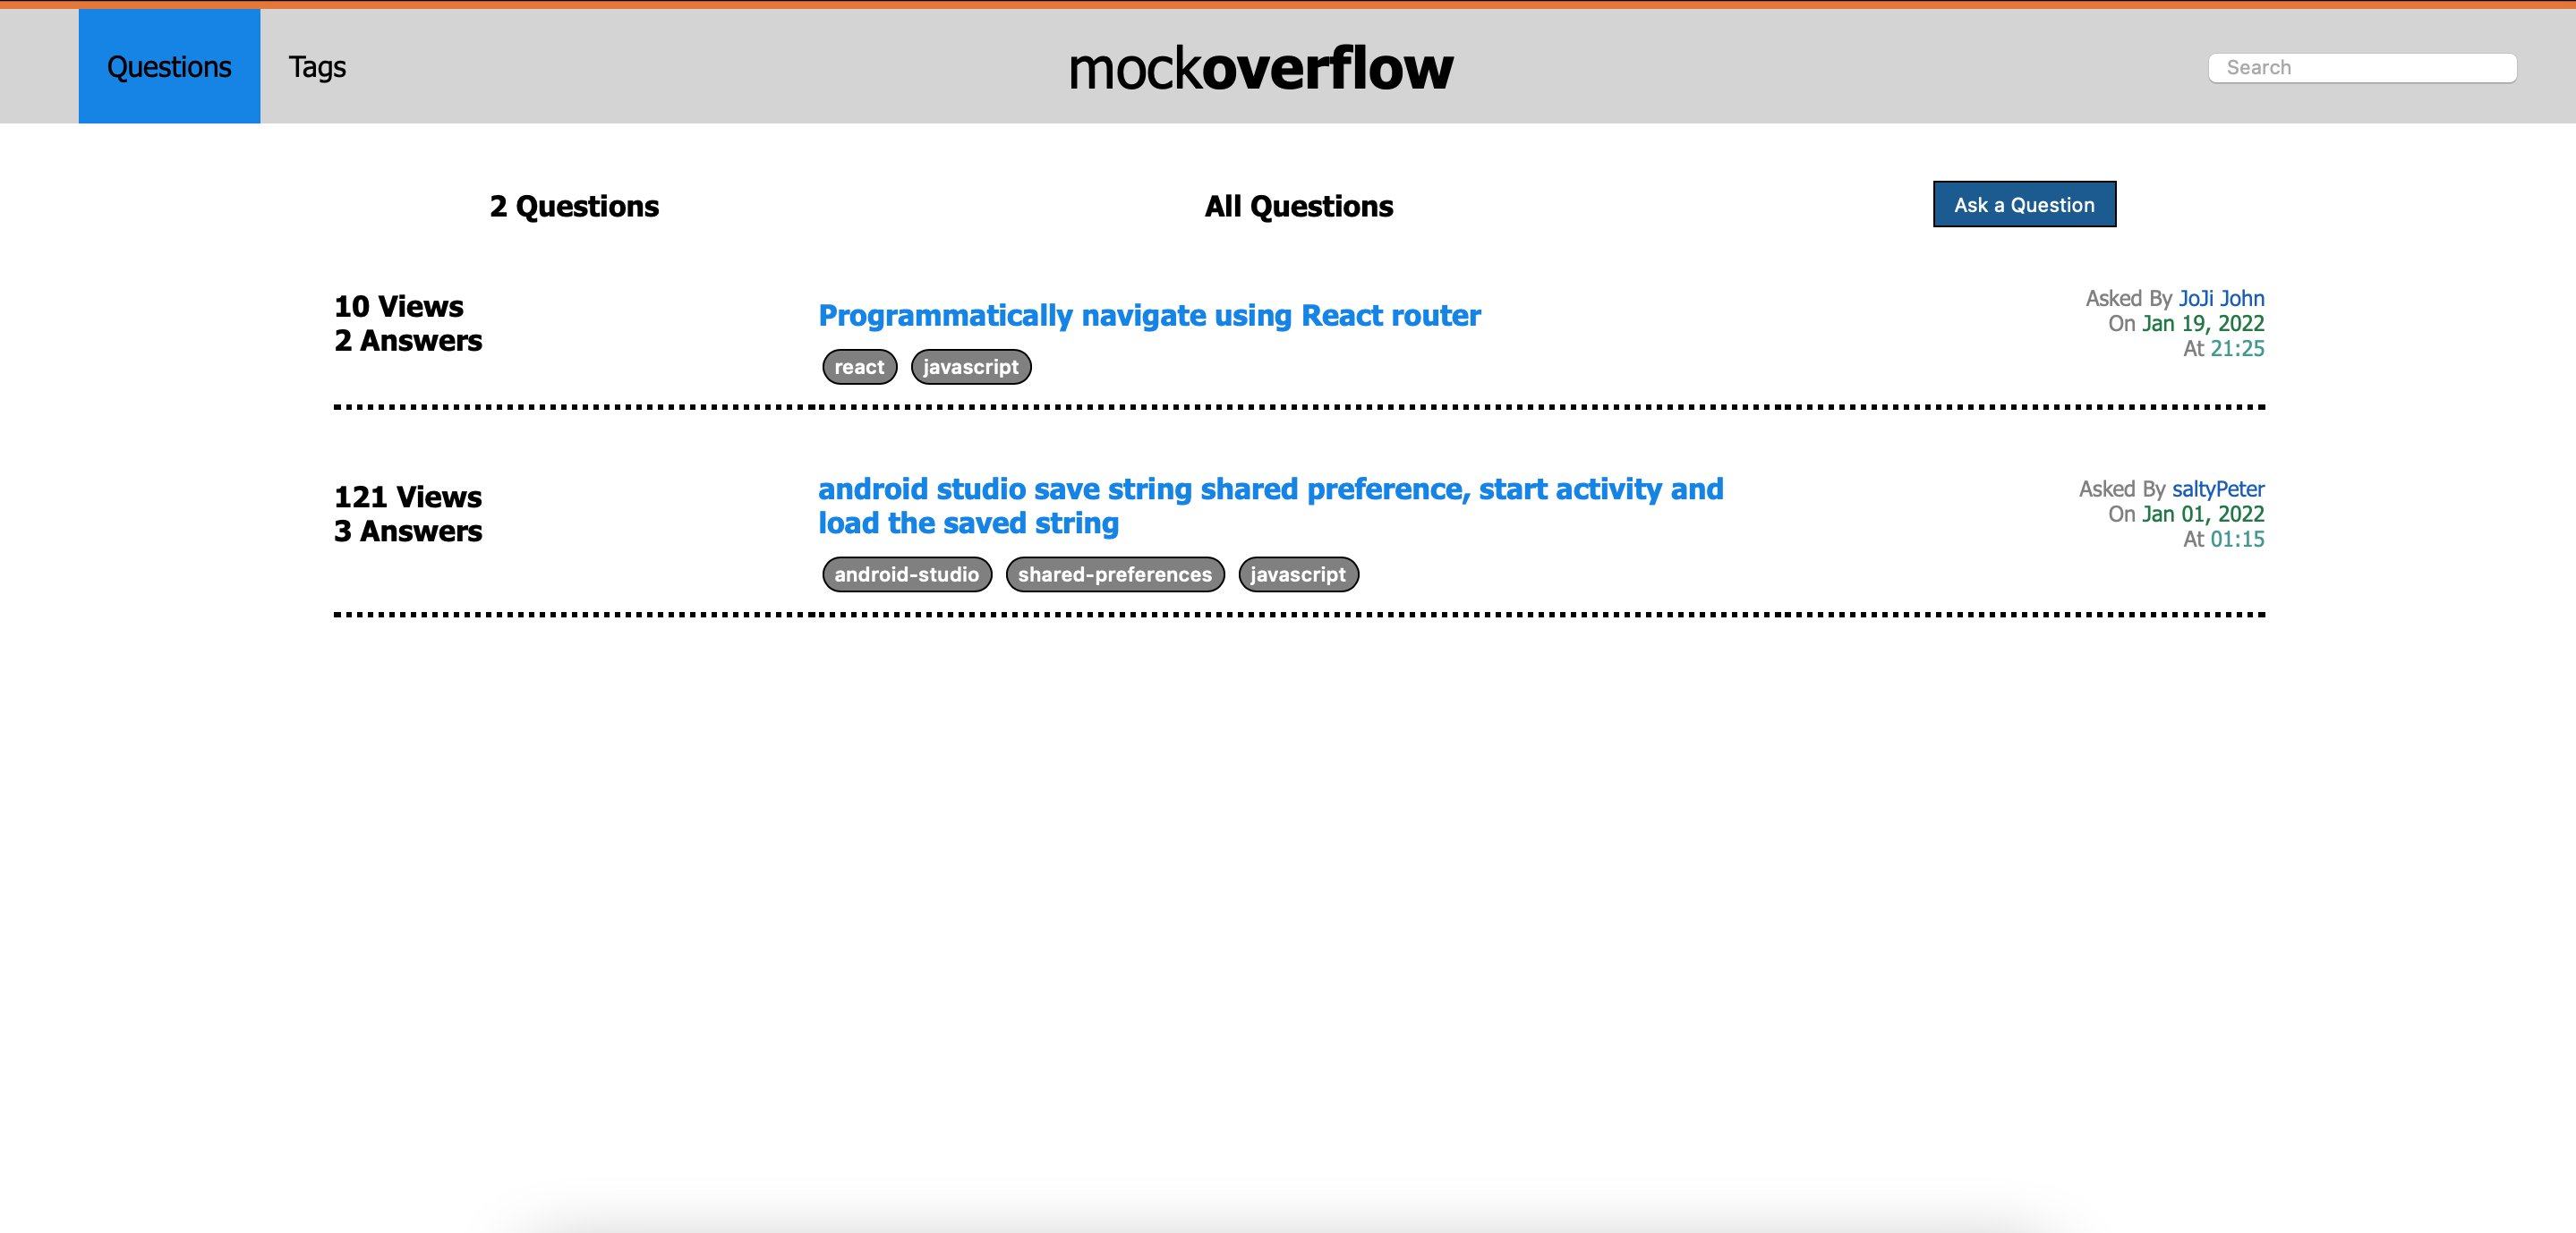 Questions Tags mockoverflow Search
2 Questions All Questions Ask a Question
10 Views
2 Answers
Programmatically navigate using React router
react javascript
Asked By JoJi John
On Jan 19, 2022
At 21:25
121 Views
3 Answers
android studio save string shared preference, start activity and
load the saved string
android-studio shared-preferences javascript
Asked By saltyPeter
On Jan 01, 2022
At 01:15